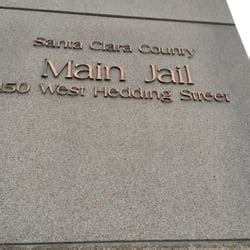 Santa Clara County
Main Jail
150 West Hedding Street